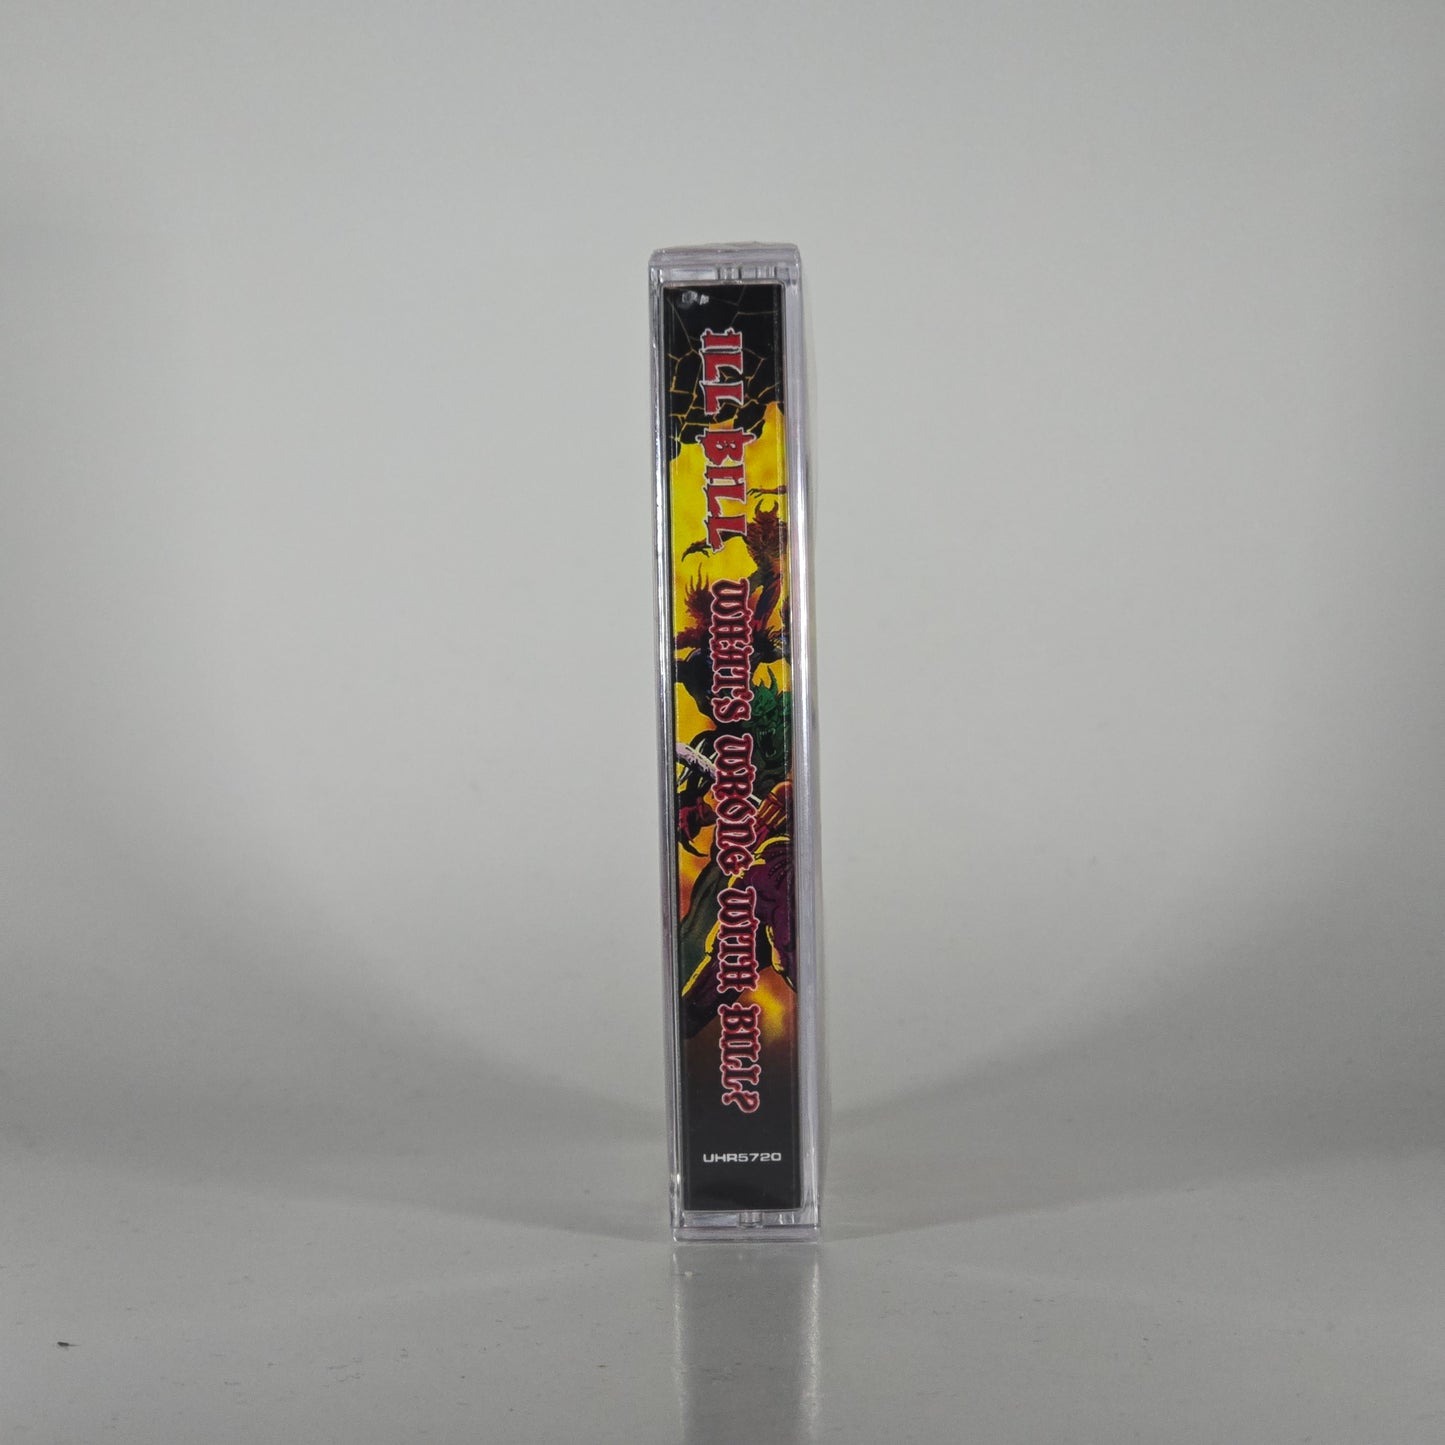 ILL BILL
WHAT'S WRONG WITH BILL?
UHR5720